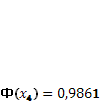 Ф(x₄) = 0,9861